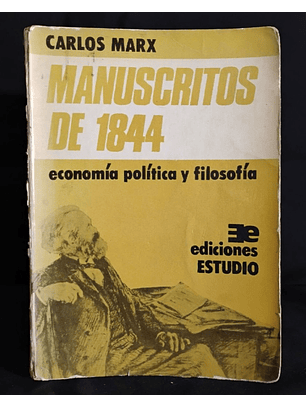 CARLOS MARX
MANUSCRITOS
DE 1844
economía política y filosofía
Ee
ediciones
ESTUDIO